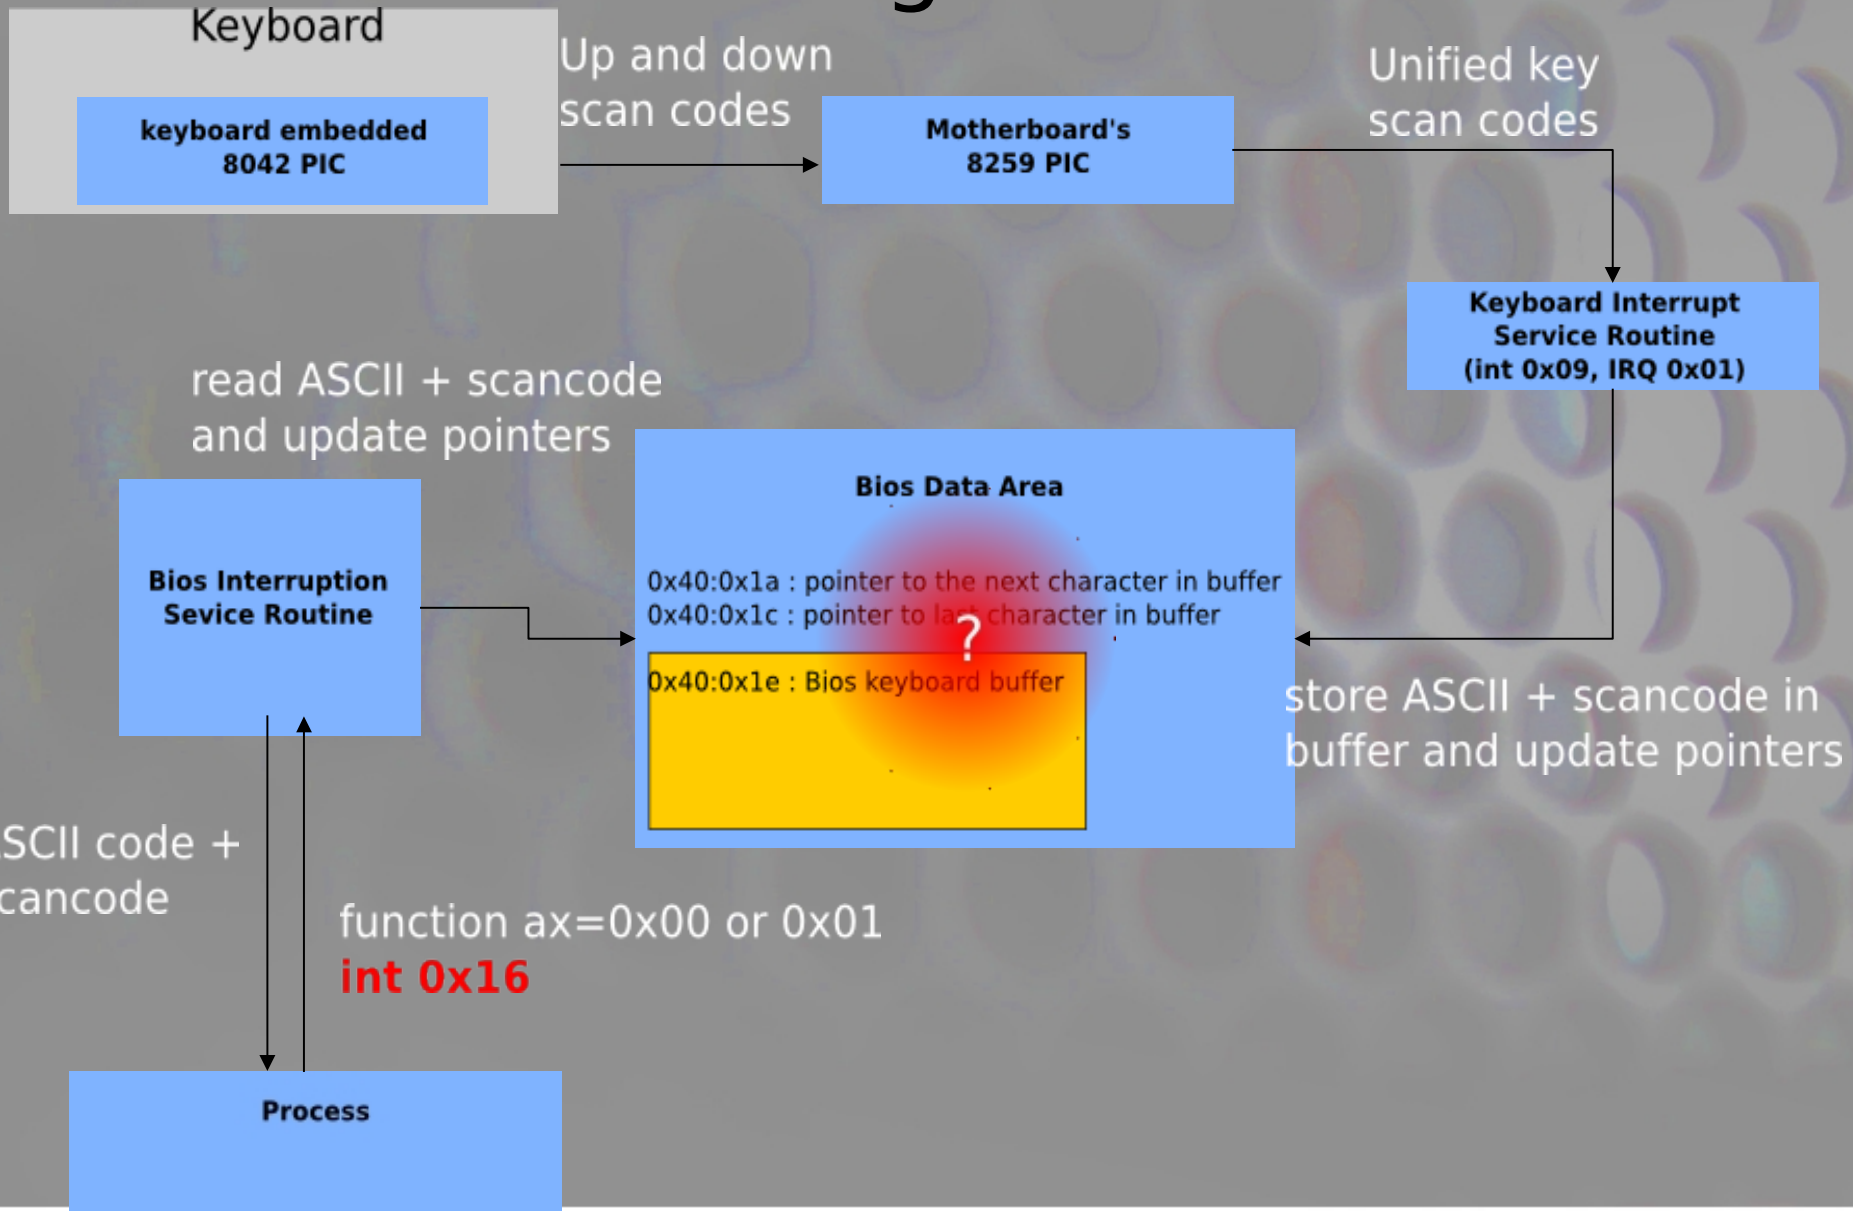 Keyboard
keyboard embedded
8042 PIC
Up and down
scan codes
Motherboard's
8259 PIC
Unified key
scan codes
Keyboard Interrupt
Service Routine
(int 0x09, IRQ 0x01)
read ASCII + scancode
and update pointers
Bios Data Area
0x40:0x1a : pointer to the next character in buffer
0x40:0x1c : pointer to last character in buffer
?
0x40:0x1e : Bios keyboard buffer
Bios Interruption
Sevice Routine
store ASCII + scancode in
buffer and update pointers
SCII code +
cancode
function ax=0x00 or 0x01
int 0x16
Process